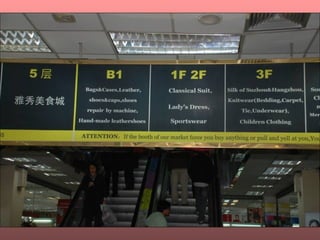 5 层
雅秀美食城
B1
Bags&Cases,Leather,
shoes&caps,shoes
repair by machine,
Hand-made leathershoes
1F 2F
Classical Suit,
Lady's Dress,
Sportswear
3F
Silk of Suzhou&Hangzhou,
Knitwear(Bedding,Carpet,
Tie,Underwear),
Children Clothing
ATTENTION. If the booth of our market force you buy anything or pull and yell at you,